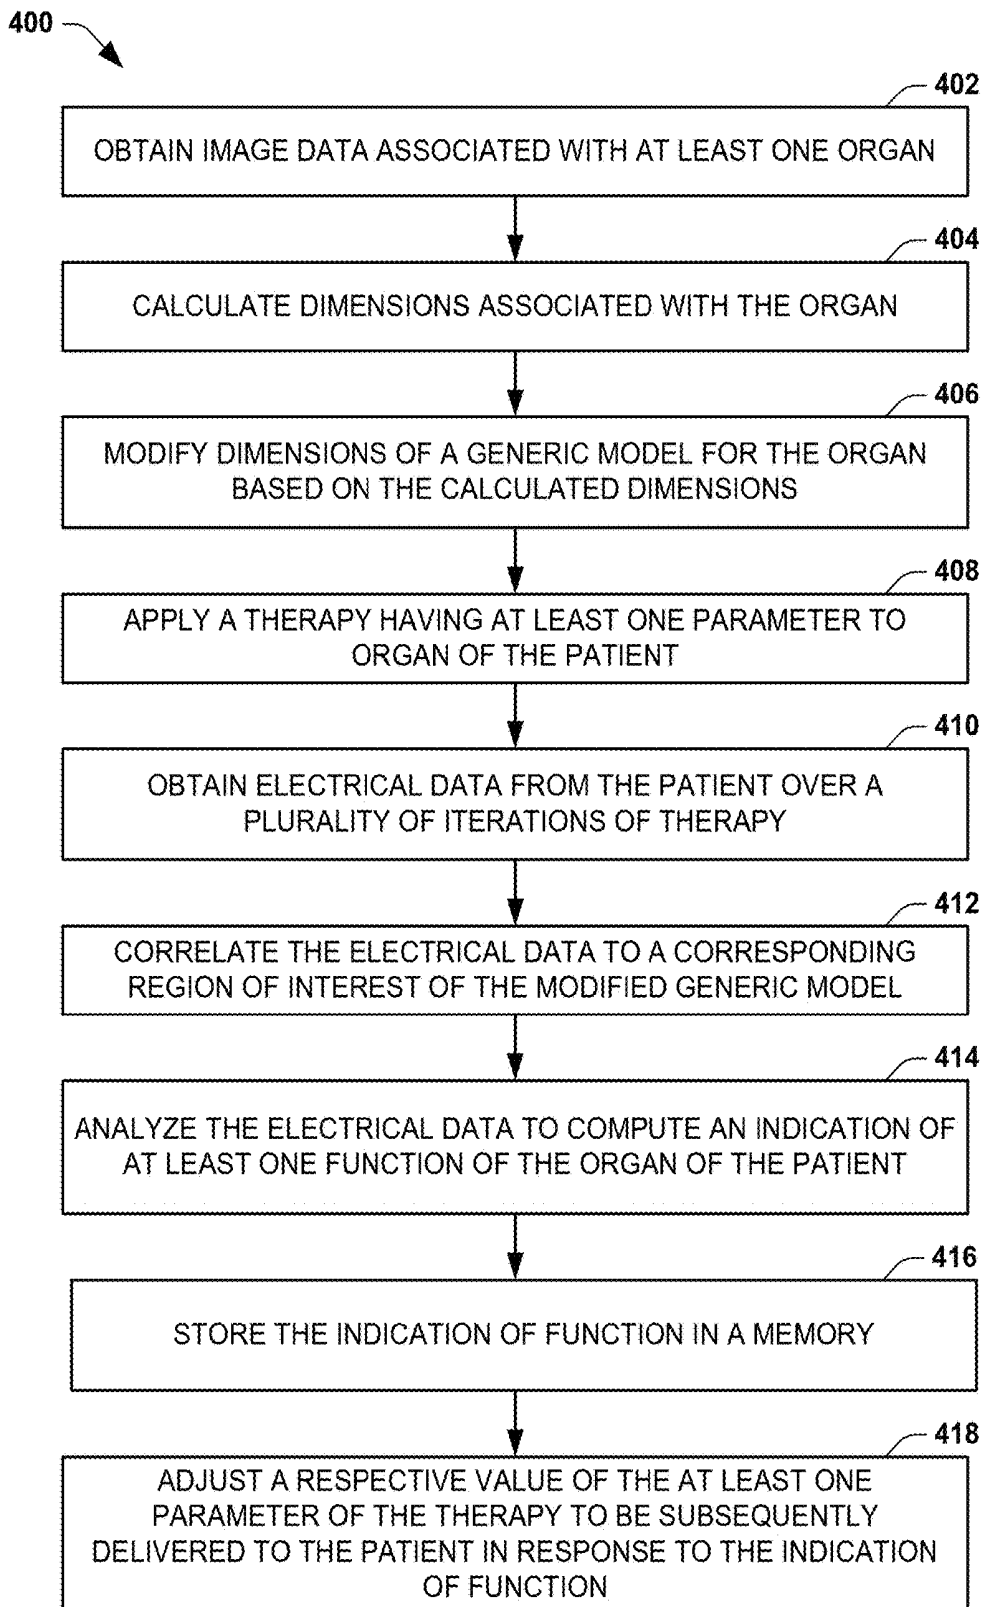 400
402
OBTAIN IMAGE DATA ASSOCIATED WITH AT LEAST ONE ORGAN
404
CALCULATE DIMENSIONS ASSOCIATED WITH THE ORGAN
406
MODIFY DIMENSIONS OF A GENERIC MODEL FOR THE ORGAN
BASED ON THE CALCULATED DIMENSIONS
408
APPLY A THERAPY HAVING AT LEAST ONE PARAMETER TO
ORGAN OF THE PATIENT
410
OBTAIN ELECTRICAL DATA FROM THE PATIENT OVER A
PLURALITY OF ITERATIONS OF THERAPY
412
CORRELATE THE ELECTRICAL DATA TO A CORRESPONDING
REGION OF INTEREST OF THE MODIFIED GENERIC MODEL
414
ANALYZE THE ELECTRICAL DATA TO COMPUTE AN INDICATION OF
AT LEAST ONE FUNCTION OF THE ORGAN OF THE PATIENT
416
STORE THE INDICATION OF FUNCTION IN A MEMORY
418
ADJUST A RESPECTIVE VALUE OF THE AT LEAST ONE
PARAMETER OF THE THERAPY TO BE SUBSEQUENTLY
DELIVERED TO THE PATIENT IN RESPONSE TO THE INDICATION
OF FUNCTION